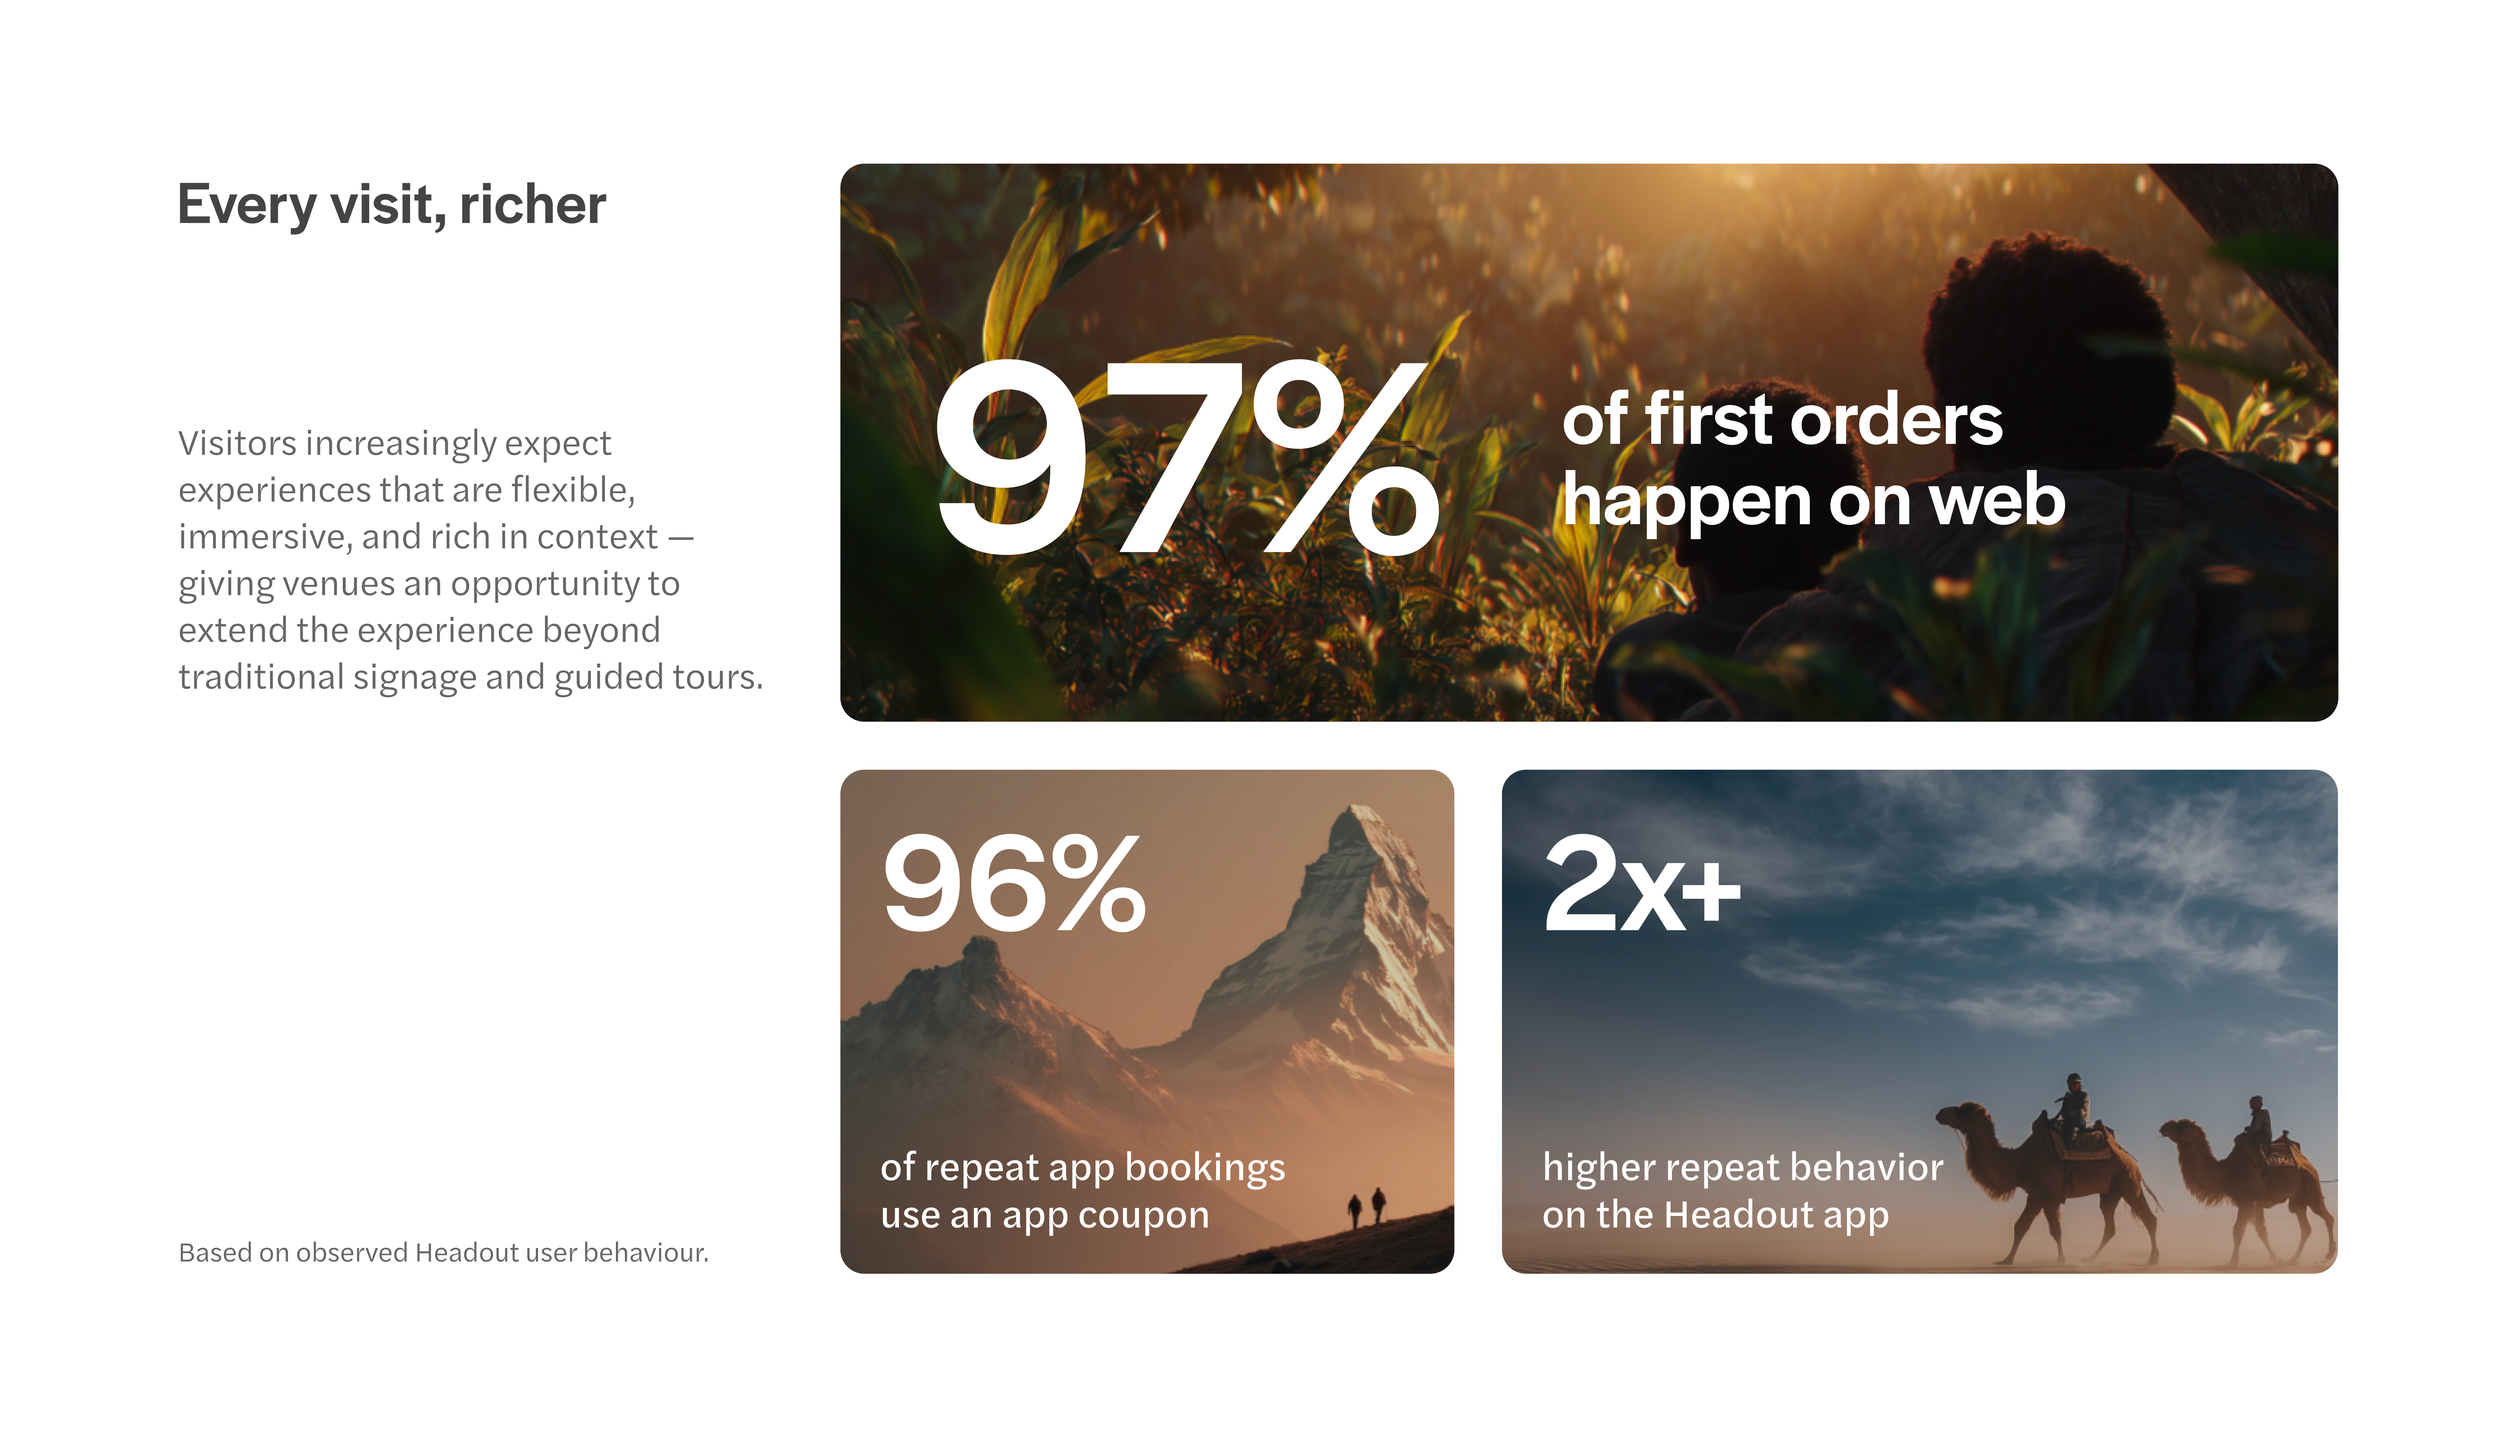 Every visit, richer
Visitors increasingly expect
experiences that are flexible,
immersive, and rich in context —
giving venues an opportunity to
extend the experience beyond
traditional signage and guided tours.
Based on observed Headout user behaviour.
97%
of first orders
happen on web
96%
of repeat app bookings
use an app coupon
2x+
higher repeat behavior
on the Headout app